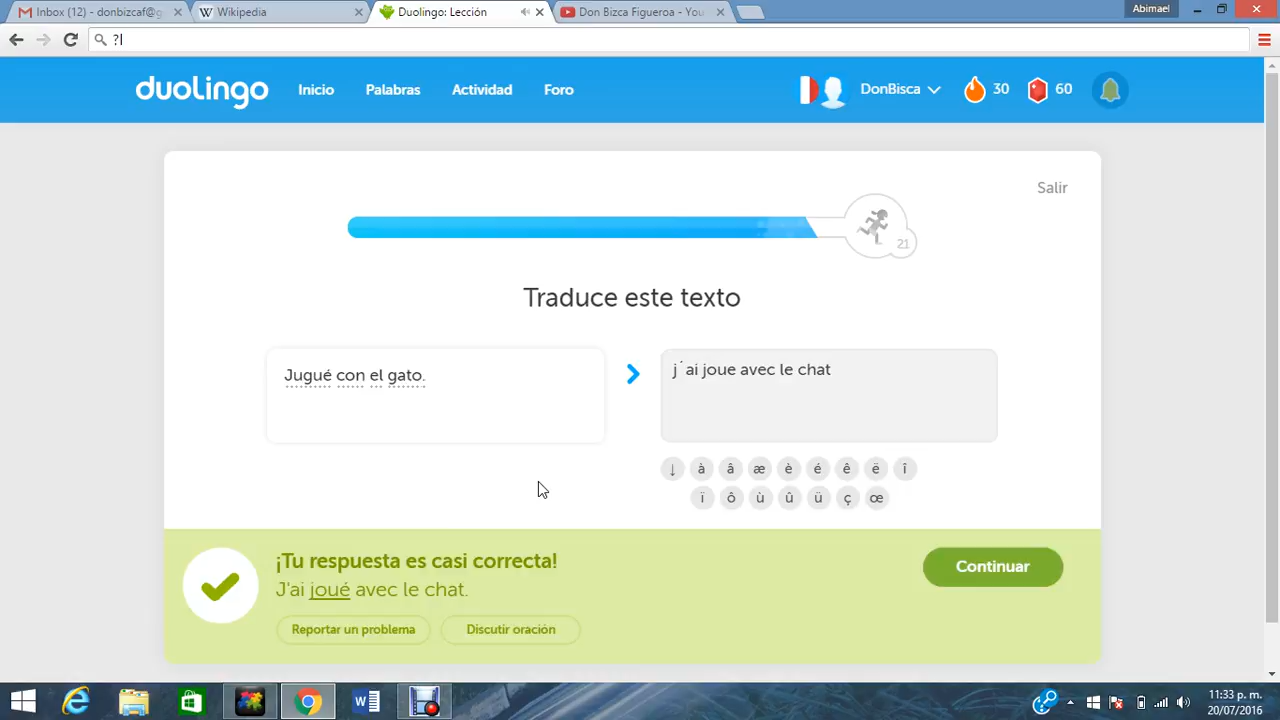 Inbox (12) - donbizcaf@g
Wikipedia
Duolingo: Lección
Don Bizca Figueroa - You
Abimael
?l
duolingo
Inicio
Palabras
Actividad
Foro
DonBisca
30
60
Salir
21
Traduce este texto
Jugué con el gato.
j´ai joue avec le chat
↓ à â æ è é ê ë î
ï ô ù û ü ç œ
¡Tu respuesta es casi correcta!
J'ai joué avec le chat.
Continuar
Reportar un problema
Discutir oración
11:33 p. m.
20/07/2016